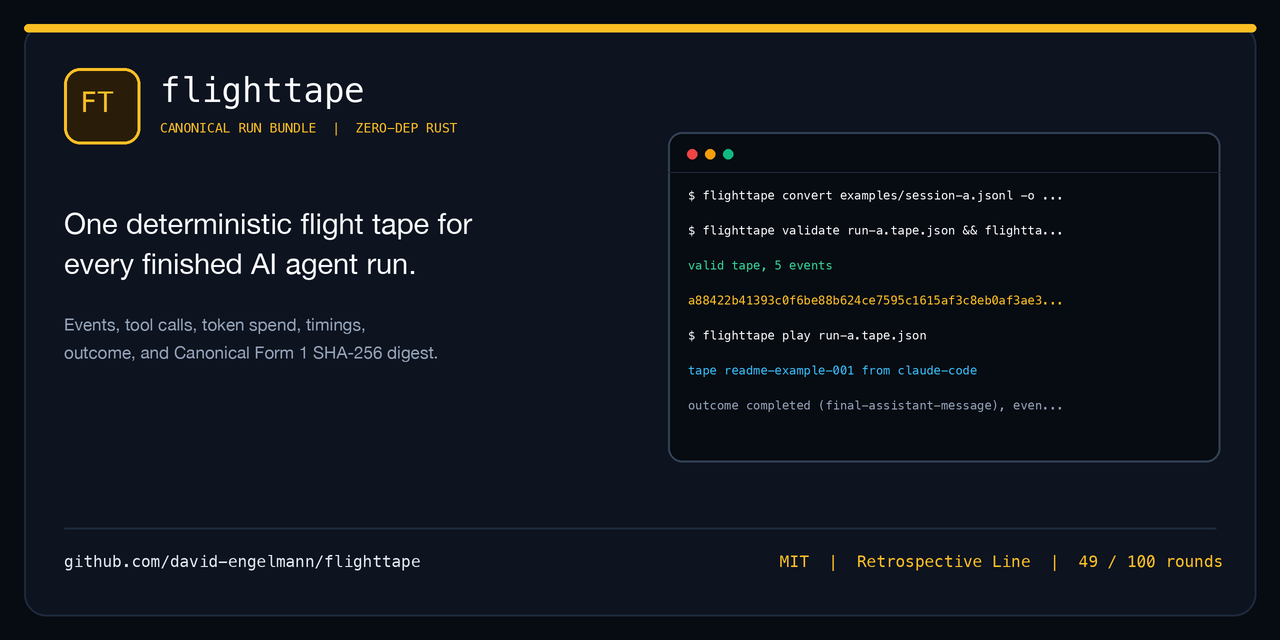 FT
flighttape
CANONICAL RUN BUNDLE | ZERO-DEP RUST
One deterministic flight tape for
every finished AI agent run.
Events, tool calls, token spend, timings,
outcome, and Canonical Form 1 SHA-256 digest.
$ flighttape convert examples/session-a.jsonl -o ...
$ flighttape validate run-a.tape.json && flightta...
valid tape, 5 events
a88422b41393c0f6be88b624ce7595c1615af3c8eb0af3ae3...
$ flighttape play run-a.tape.json
tape readme-example-001 from claude-code
outcome completed (final-assistant-message), even...
github.com/david-engelmann/flighttape
MIT | Retrospective Line | 49 / 100 rounds